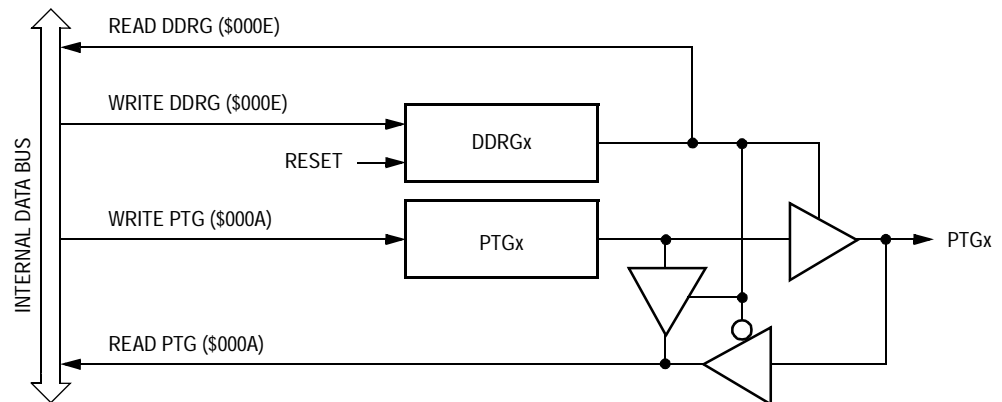 READ DDRG ($000E)
WRITE DDRG ($000E)
DDRGx
RESET
INTERNAL DATA BUS
WRITE PTG ($000A)
PTGx
PTGx
READ PTG ($000A)